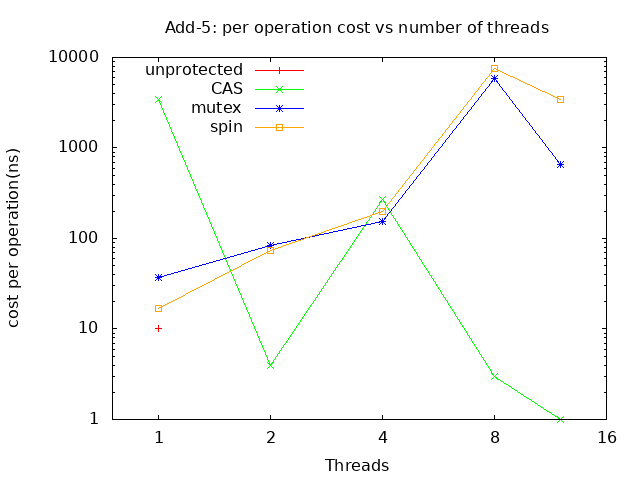 Add-5: per operation cost vs number of threads
10000
1000
100
10
1
cost per operation(ns)
unprotected
CAS
mutex
spin
1 2 4 8 16
Threads